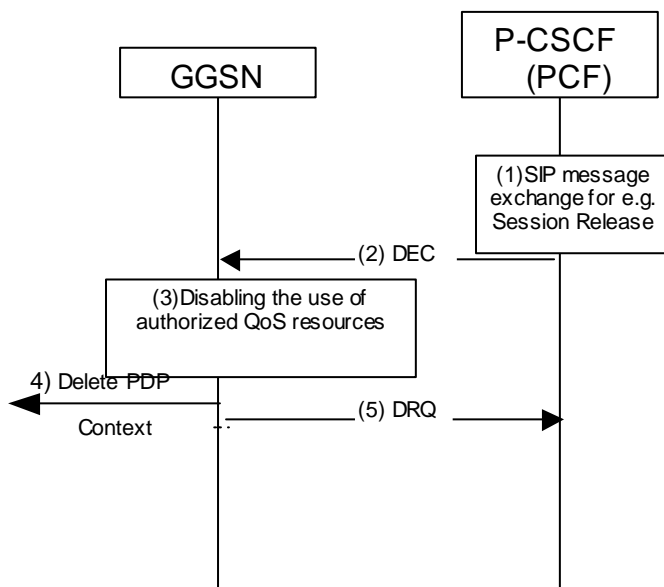 P-CSCF
(PCF)
GGSN
(1)SIP message
exchange for e.g.
Session Release
(2) DEC
(3)Disabling the use of
authorized QoS resources
4) Delete PDP
Context
(5) DRQ